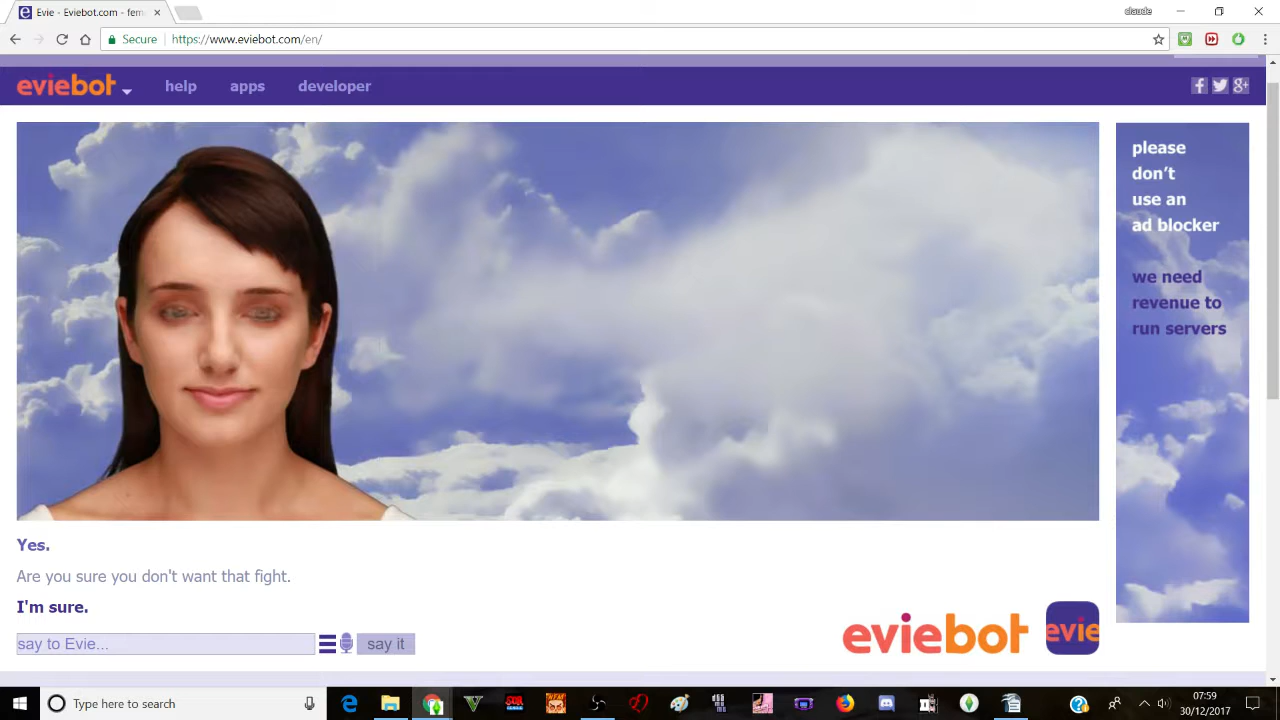 Evie - Eviebot.com - fem
claude
Secure
https://www.eviebot.com/en/
eviebot
help
apps
developer
please
don't
use an
ad blocker
we need
revenue to
run servers
Yes.
Are you sure you don't want that fight.
I'm sure.
say to Evie...
say it
eviebot
evie
Type here to search
07:59
30/12/2017